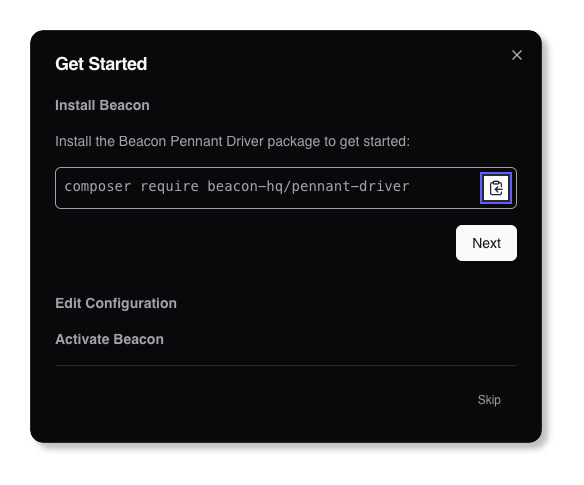 Get Started
Install Beacon
Install the Beacon Pennant Driver package to get started:
composer require beacon-hq/pennant-driver
Next
Edit Configuration
Activate Beacon
Skip